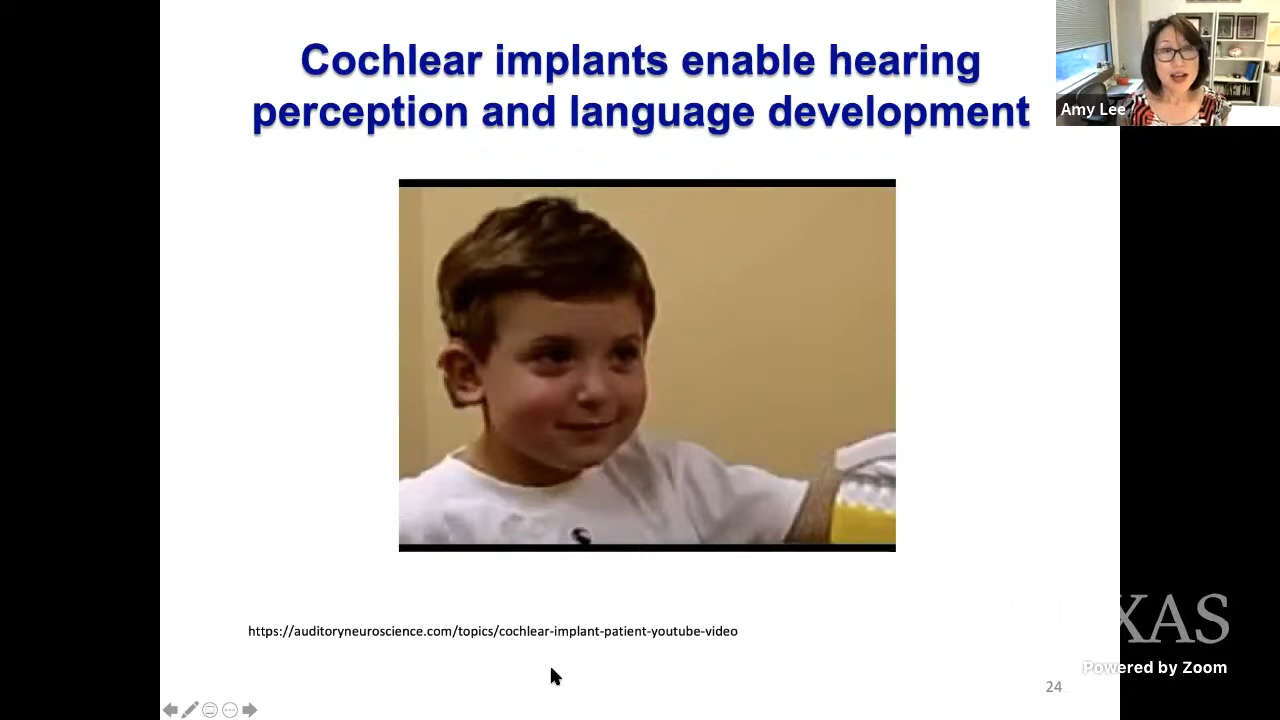 Cochlear implants enable hearing
perception and language development
Amy Lee
https://auditoryneuroscience.com/topics/cochlear-implant-patient-youtube-video
XAS
Powered by Zoom
24